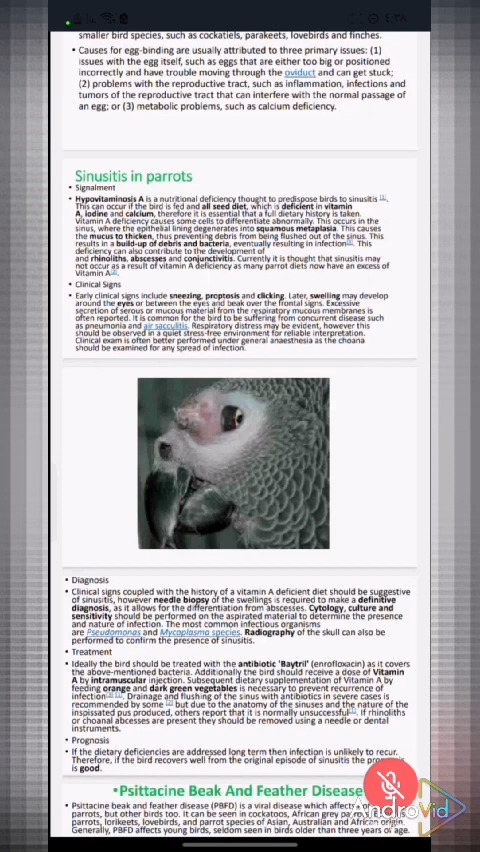 smaller bird species, such as cockatiels, parakeets, lovebirds and finches.
• Causes for egg-binding are usually attributed to three primary issues: (1)
issues with the egg itself, such as eggs that are either too big or positioned
incorrectly and have trouble moving through the oviduct and can get stuck;
(2) problems with the reproductive tract, such as inflammation, infections and
tumors of the reproductive tract that can interfere with the normal passage of
an egg; or (3) metabolic problems, such as calcium deficiency.
Sinusitis in parrots
• Signalment
• Hypovitaminosis A is a nutritional deficiency thought to predispose birds to sinusitis [1].
This can occur if the bird is fed and all seed diet, which is deficient in vitamin
A, iodine and calcium, therefore it is essential that a full dietary history is taken.
Vitamin A deficiency causes some cells to differentiate abnormally. This occurs in the
sinus, where the epithelial lining degenerates into squamous metaplasia. This causes
the mucus to thicken, thus preventing debris from being flushed out of the sinus. This
results in a build-up of debris and bacteria, eventually resulting in infection. This
deficiency can also contribute to the development of
and rhinoliths, abscesses and conjunctivitis. Currently it is thought that sinusitis may
not occur as a result of vitamin A deficiency as many parrot diets now have an excess of
Vitamin A.
• Clinical Signs
• Early clinical signs include sneezing, proptosis and clicking. Later, swelling may develop
around the eyes or between the eyes and beak over the frontal signs. Excessive
secretion of serous or mucous material from the respiratory mucous membranes is
often reported. It is common for the bird to be suffering from concurrent disease such
as pneumonia and air sacculitis. Respiratory distress may be evident, however this
should be observed in a quiet stress-free environment for reliable interpretation.
Clinical exam is often better performed under general anaesthesia as the choana
should be examined for any spread of infection.
• Diagnosis
• Clinical signs coupled with the history of a vitamin A deficient diet should be suggestive
of sinusitis, however needle biopsy of the swellings is required to make a definitive
diagnosis, as it allows for the differentiation from abscesses. Cytology, culture and
sensitivity should be performed on the aspirated material to determine the presence
and nature of infection. The most common infectious organisms
are Pseudomonas and Mycoplasma species. Radiography of the skull can also be
performed to confirm the presence of sinusitis.
• Treatment
• Ideally the bird should be treated with the antibiotic 'Baytril' (enrofloxacin) as it covers
the above-mentioned bacteria. Additionally the bird should receive a dose of Vitamin
A by intramuscular injection. Subsequent dietary supplementation of Vitamin A by
feeding orange and dark green vegetables is necessary to prevent recurrence of
infection. Drainage and flushing of the sinus with antibiotics in severe cases is
recommended by some but due to the anatomy of the sinuses and the nature of the
inspissated pus produced, others report that it is normally unsuccessful. If rhinoliths
or choanal abcesses are present they should be removed using a needle or dental
instruments.
• Prognosis
• If the dietary deficiencies are addressed long term then infection is unlikely to recur.
Therefore, if the bird recovers well from the original episode of sinusitis the
is good.
•Psittacine Beak And Feather Disease
• Psittacine beak and feather disease (PBFD) is a viral disease which affects
parrots, but other birds too. It can be seen in cockatoos, African grey
parrots, lorikeets, lovebirds, and parrot species of Asian, Australian and African origin.
Generally, PBFD affects young birds, seldom seen in birds older than three years of age.
AndroVid